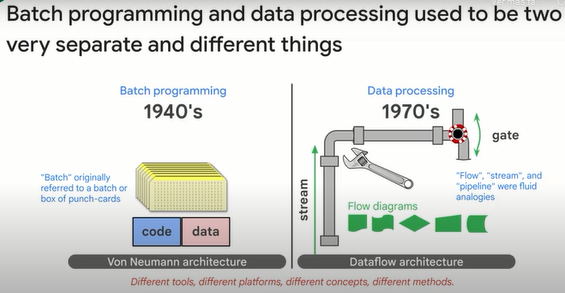 Batch programming and data processing used to be two
very separate and different things
Batch programming
1940's
"Batch" originally
referred to a batch or
box of punch-cards
code
data
Von Neumann architecture
Data processing
1970's
gate
stream
"Flow", "stream", and
"pipeline" were fluid
analogies
Flow diagrams
Dataflow architecture
Different tools, different platforms, different concepts, different methods.